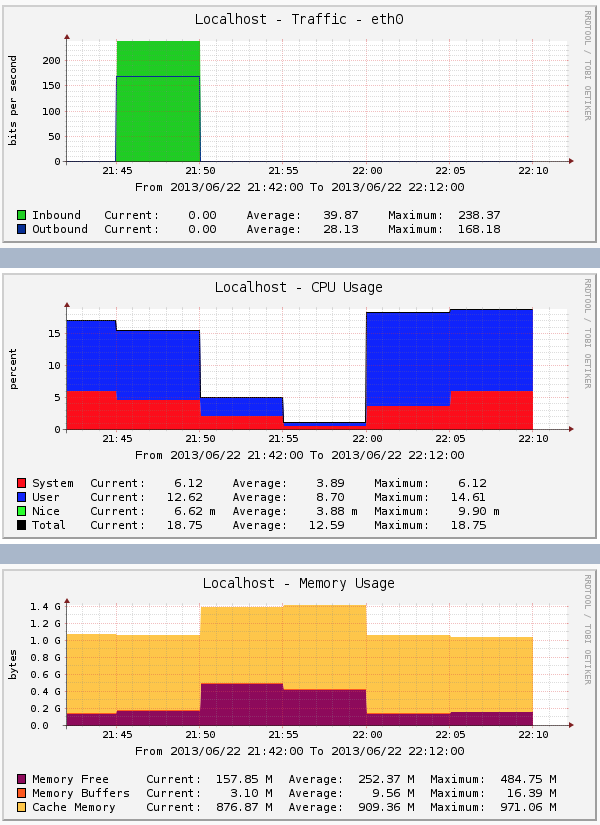 Localhost - Traffic - eth0
RRDTOOL / TOBI OETIKER
bits per second
200
150
100
50
0
21:45 21:50 21:55 22:00 22:05 22:10
From 2013/06/22 21:42:00 To 2013/06/22 22:12:00
Inbound Current: 0.00 Average: 39.87 Maximum: 238.37
Outbound Current: 0.00 Average: 28.13 Maximum: 168.18
Localhost - CPU Usage
RRDTOOL / TOBI OETIKER
percent
15
10
5
0
21:45 21:50 21:55 22:00 22:05 22:10
From 2013/06/22 21:42:00 To 2013/06/22 22:12:00
System Current: 6.12 Average: 3.89 Maximum: 6.12
User Current: 12.62 Average: 8.70 Maximum: 14.61
Nice Current: 6.62 m Average: 3.88 m Maximum: 9.90 m
Total Current: 18.75 Average: 12.59 Maximum: 18.75
Localhost - Memory Usage
RRDTOOL / TOBI OETIKER
bytes
1.4 G
1.2 G
1.0 G
0.8 G
0.6 G
0.4 G
0.2 G
0.0
21:45 21:50 21:55 22:00 22:05 22:10
From 2013/06/22 21:42:00 To 2013/06/22 22:12:00
Memory Free Current: 157.85 M Average: 252.37 M Maximum: 484.75 M
Memory Buffers Current: 3.10 M Average: 9.56 M Maximum: 16.39 M
Cache Memory Current: 876.87 M Average: 909.36 M Maximum: 971.06 M